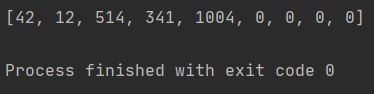 [42, 12, 514, 341, 1004, 0, 0, 0, 0]
Process finished with exit code 0